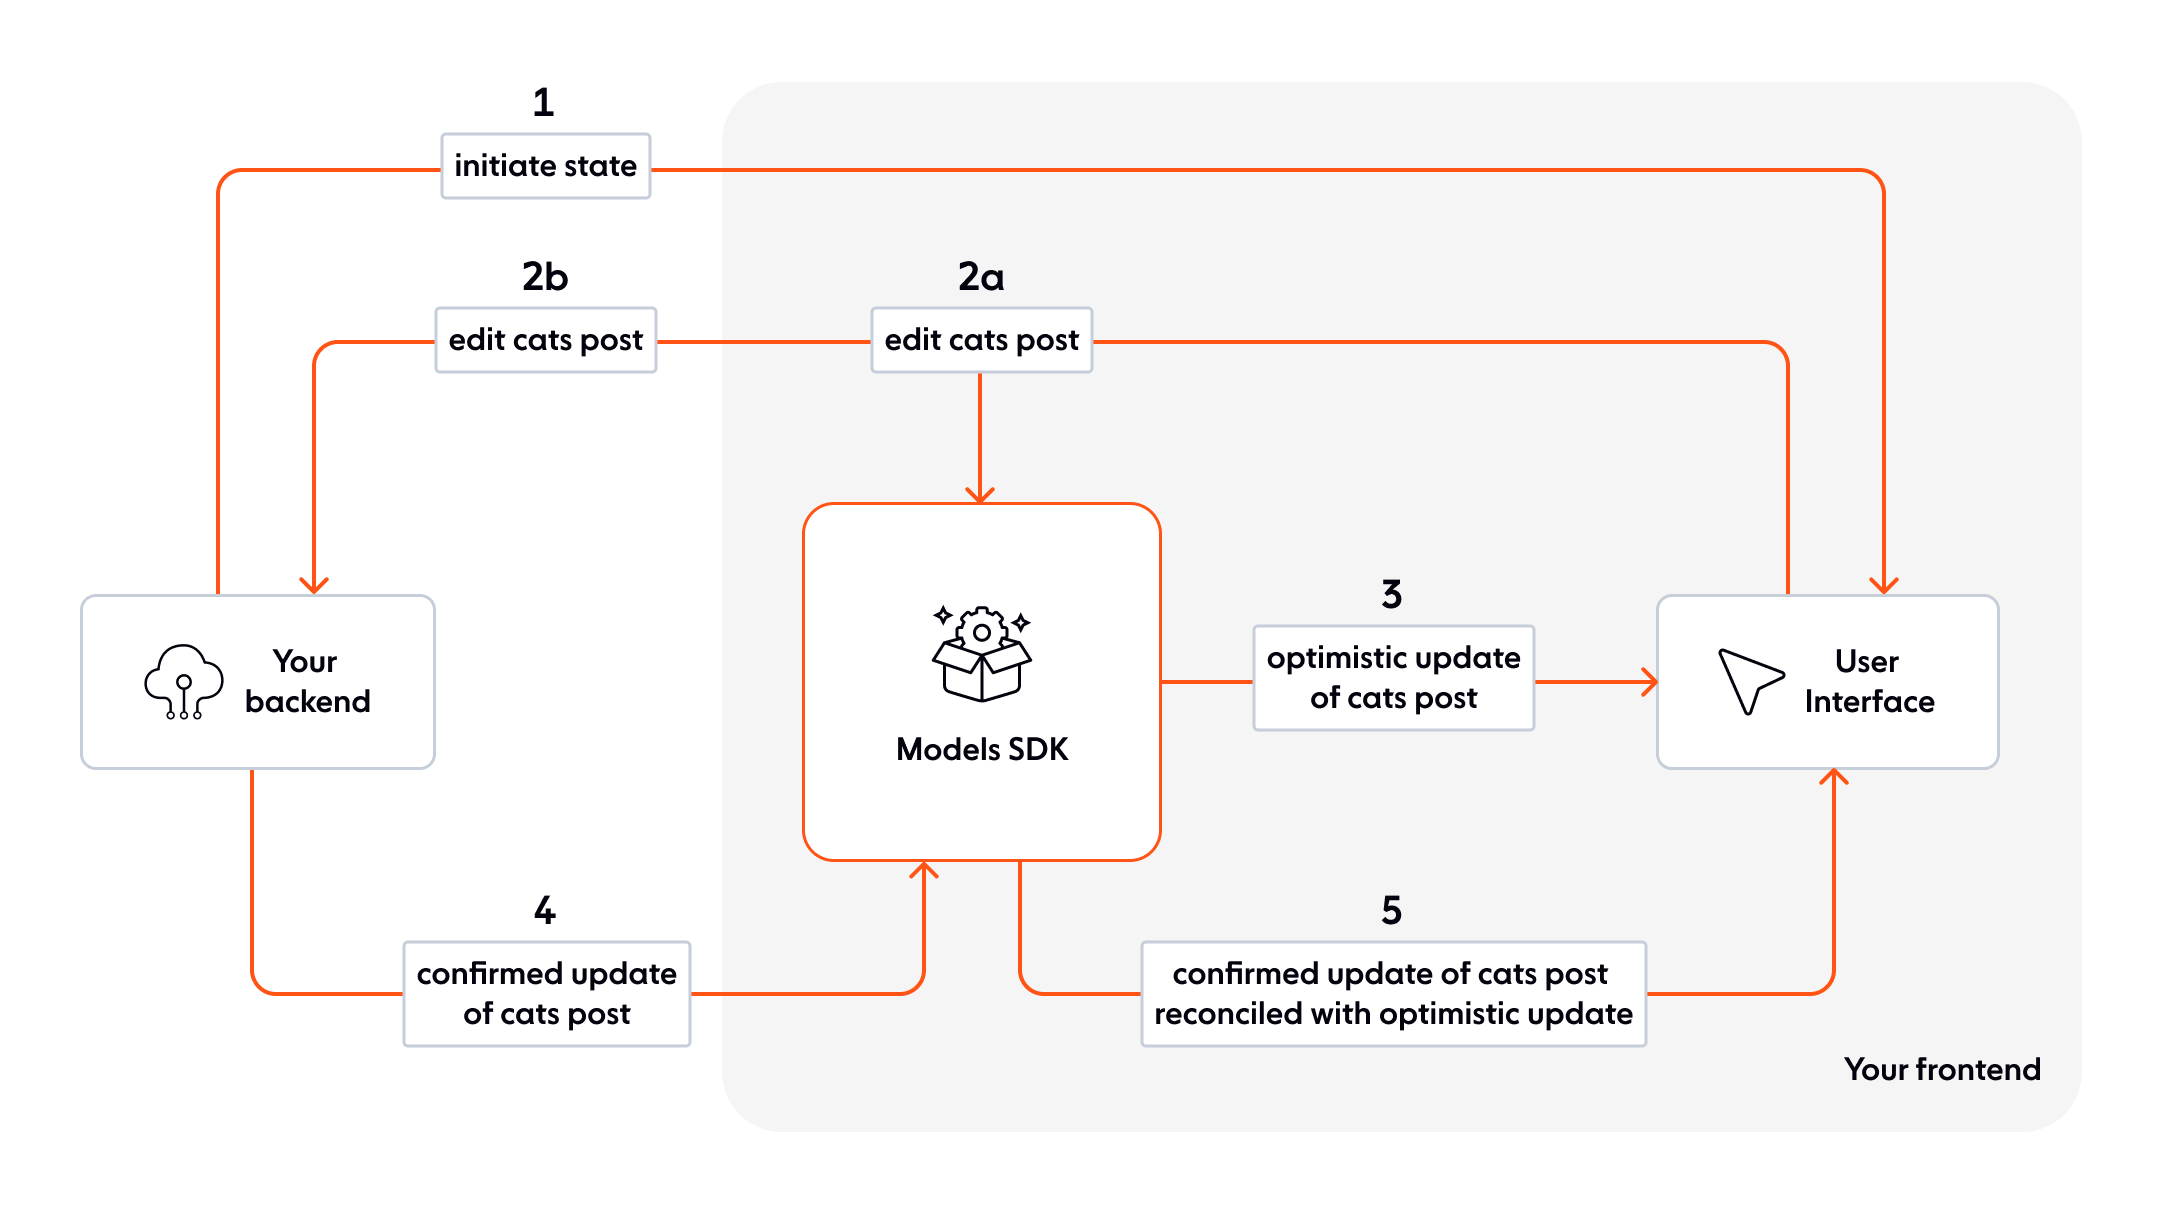 1
initiate state
2b
edit cats post
2a
edit cats post
Your
backend
Models SDK
3
optimistic update
of cats post
User
Interface
4
confirmed update
of cats post
5
confirmed update of cats post
reconciled with optimistic update
Your frontend